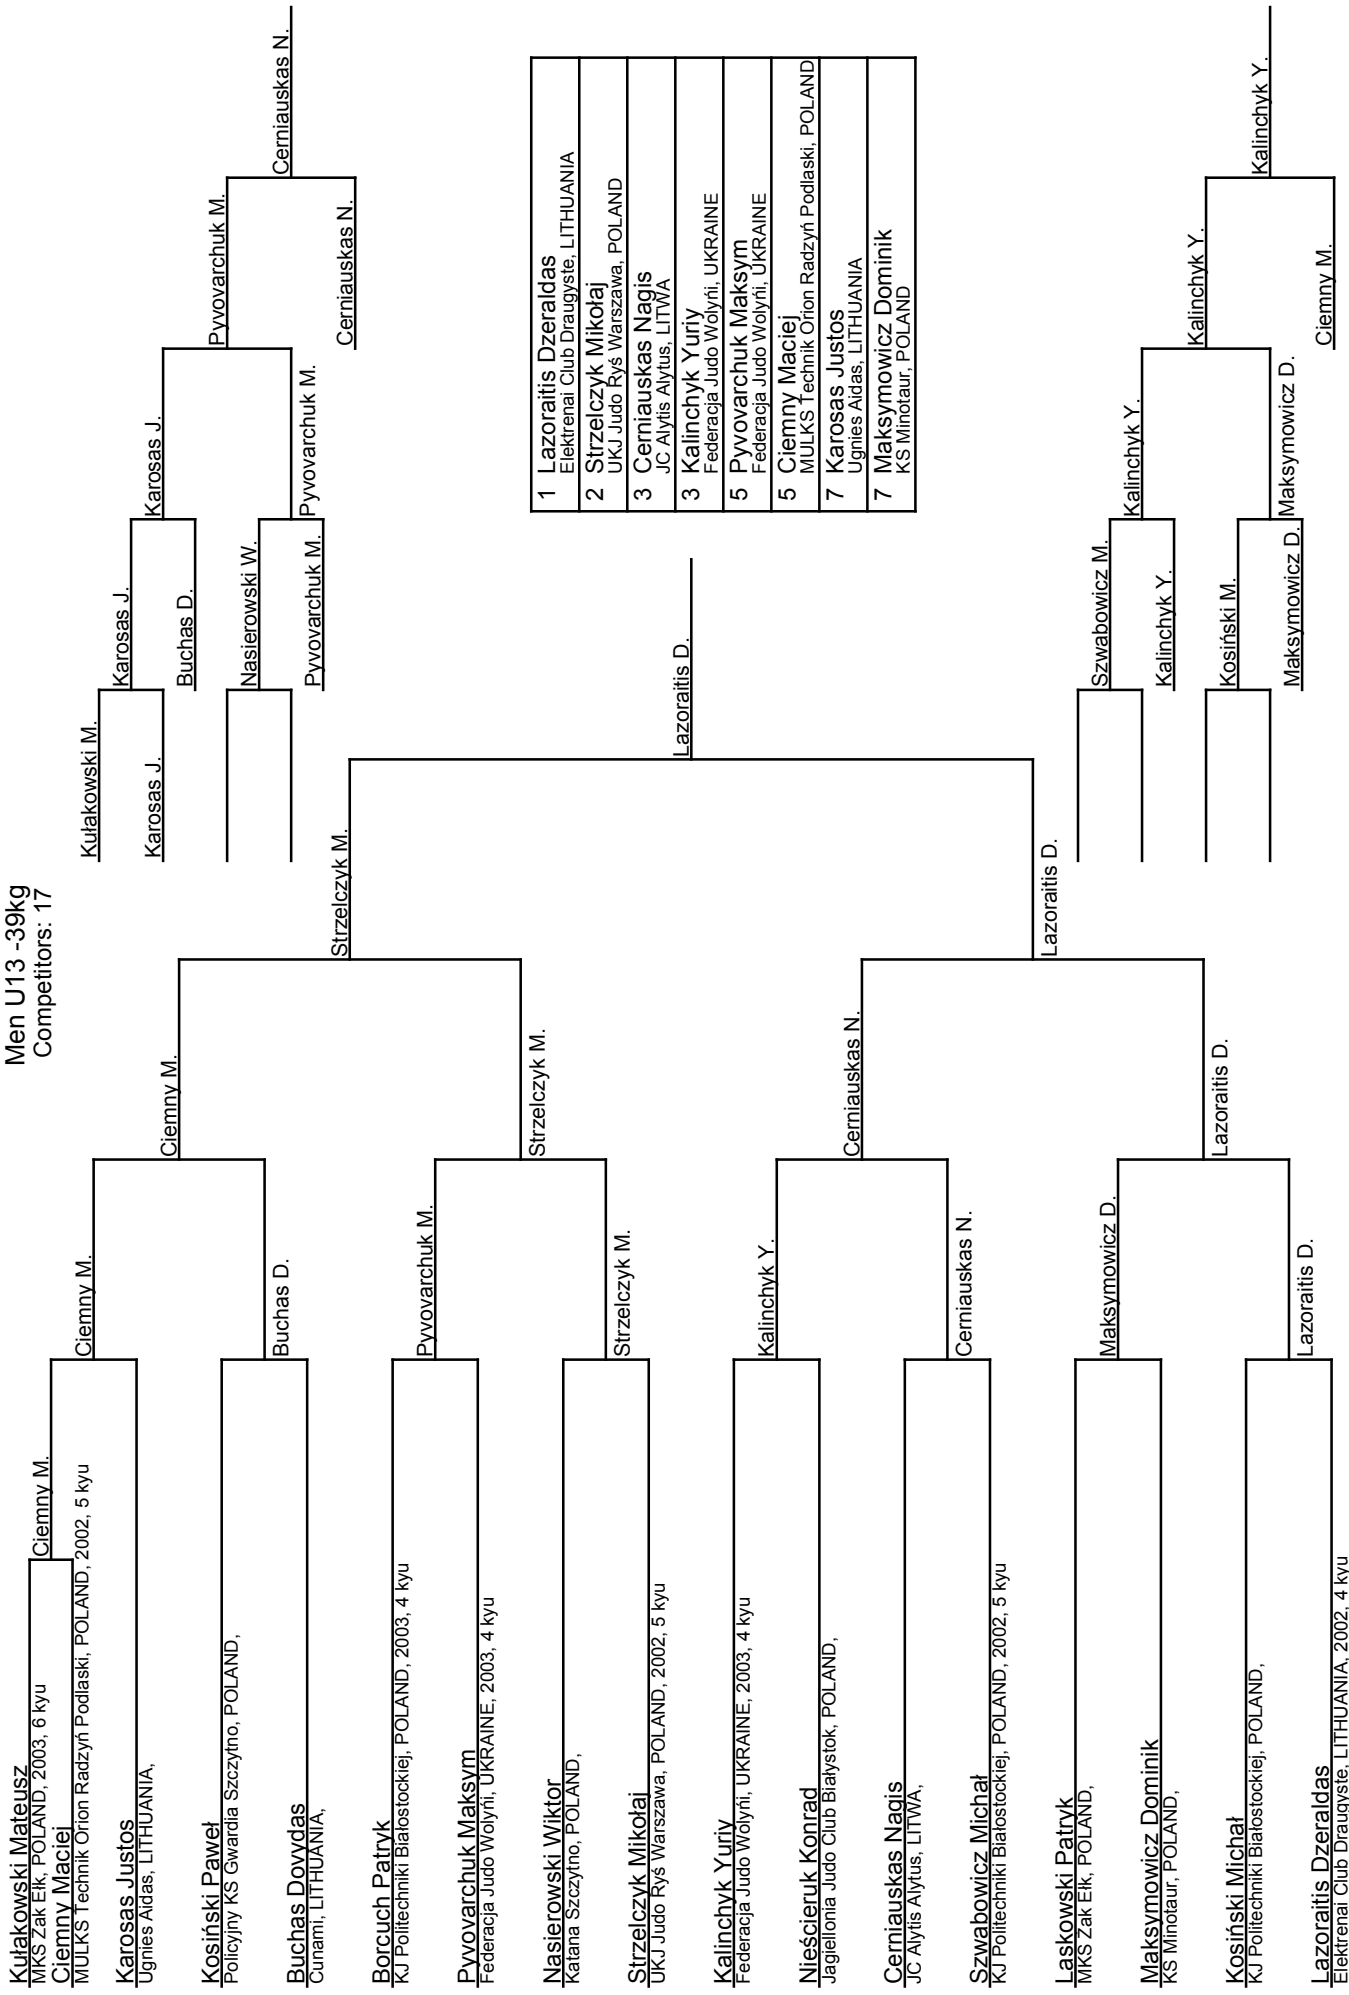 Men U13 -39kg
Competitors: 17
Kułakowski Mateusz
MKS Zak Ełk, POLAND, 2003, 6 kyu
Ciemny Maciej
MULKS Technik Orion Radzyń Podlaski, POLAND, 2002, 5 kyu
Karosas Justos
Ugnies Aidas, LITHUANIA,
Kosiński Paweł
Policyjny KS Gwardia Szczytno, POLAND,
Buchas Dovydas
Cunami, LITHUANIA,
Borcuch Patryk
KJ Politechniki Białostockiej, POLAND, 2003, 4 kyu
Pyvovarchuk Maksym
Federacja Judo Wolyńi, UKRAINE, 2003, 4 kyu
Nasierowski Wiktor
Katana Szczytno, POLAND,
Strzelczyk Mikołaj
UKJ Judo Ryś Warszawa, POLAND, 2002, 5 kyu
Kalinchyk Yuriy
Federacja Judo Wolyńi, UKRAINE, 2003, 4 kyu
Nieścieruk Konrad
Jagiellonia Judo Club Białystok, POLAND,
Cerniauskas Nagis
JC Alytis Alytus, LITWA,
Szwabowicz Michał
KJ Politechniki Białostockiej, POLAND, 2002, 5 kyu
Laskowski Patryk
MKS Zak Ełk, POLAND,
Maksymowicz Dominik
KS Minotaur, POLAND,
Kosiński Michał
KJ Politechniki Białostockiej, POLAND,
Lazoraitis Dzeraldas
Elektrenai Club Draugyste, LITHUANIA, 2002, 4 kyu
Ciemny M.
Ciemny M.
Buchas D.
Pyvovarchuk M.
Strzelczyk M.
Kalinchyk Y.
Cerniauskas N.
Maksymowicz D.
Lazoraitis D.
Ciemny M.
Strzelczyk M.
Cerniauskas N.
Lazoraitis D.
Strzelczyk M.
Lazoraitis D.
Lazoraitis D.
Kułakowski M.
Karosas J.
Karosas J.
Buchas D.
Nasierowski W.
Pyvovarchuk M.
Karosas J.
Pyvovarchuk M.
Pyvovarchuk M.
Cerniauskas N.
Cerniauskas N.
1 Lazoraitis Dzeraldas
Elektrenai Club Draugyste, LITHUANIA
2 Strzelczyk Mikołaj
UKJ Judo Ryś Warszawa, POLAND
3 Cerniauskas Nagis
JC Alytis Alytus, LITWA
3 Kalinchyk Yuriy
Federacja Judo Wolyńi, UKRAINE
5 Pyvovarchuk Maksym
Federacja Judo Wolyńi, UKRAINE
5 Ciemny Maciej
MULKS Technik Orion Radzyń Podlaski, POLAND
7 Karosas Justos
Ugnies Aidas, LITHUANIA
7 Maksymowicz Dominik
KS Minotaur, POLAND
Szwabowicz M.
Kalinchyk Y.
Kosiński M.
Maksymowicz D.
Kalinchyk Y.
Maksymowicz D.
Kalinchyk Y.
Ciemny M.
Kalinchyk Y.